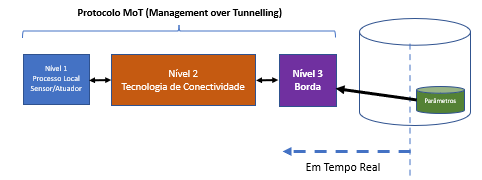 Protocolo MoT (Management over Tunnelling)
Nível 1
Processo Local
Sensor/Atuador
Nível 2
Tecnologia de Conectividade
Nível 3
Borda
Parâmetros
Em Tempo Real